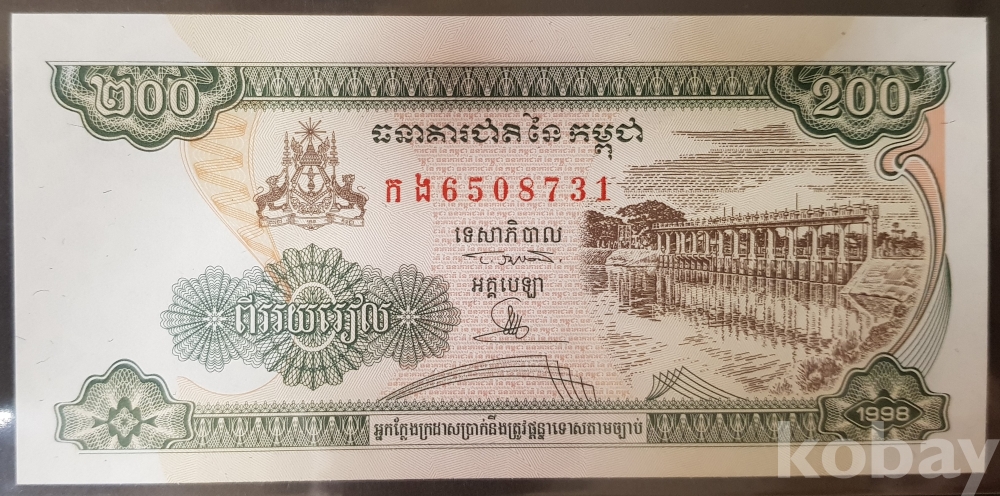 ២០០
200
ធនាគារជាតិ នៃ កម្ពុជា
កង6508731
ទេសាភិបាល
អគ្គបេឡា
ពីររយរៀល
1998
អ្នកក្លែងក្រដាសប្រាក់នឹងត្រូវផ្តន្ទាទោសតាមច្បាប់
kobay